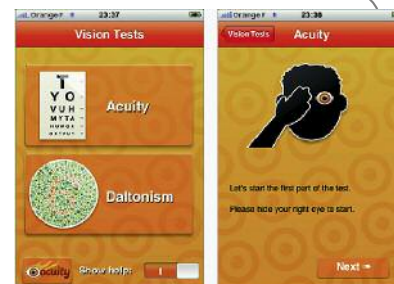 Orange F 23:37
Vision Tests
T
Y O
V U H
M Y T A
Acuity
Daltonism
acuity Show help: I
Orange F 23:38
Vision Tests Acuity
Let's start the first part of the test.
Please hide your right eye to start.
Next